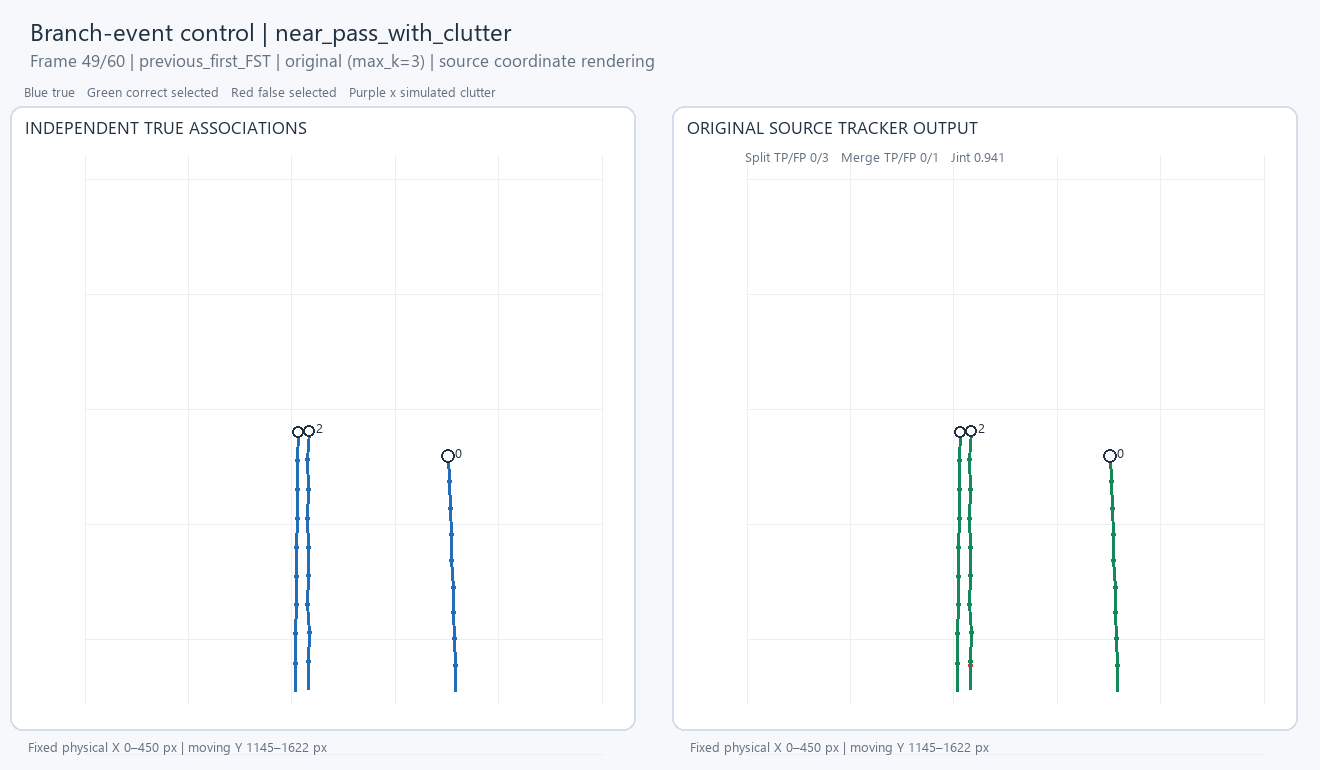 Branch-event control | near_pass_with_clutter
Frame 49/60 | previous_first_FST | original (max_k=3) | source coordinate rendering
Blue true   Green correct selected   Red false selected   Purple x simulated clutter
INDEPENDENT TRUE ASSOCIATIONS
2
0
Fixed physical X 0–450 px | moving Y 1145–1622 px
ORIGINAL SOURCE TRACKER OUTPUT
Split TP/FP 0/3   Merge TP/FP 0/1   Jint 0.941
2
0
Fixed physical X 0–450 px | moving Y 1145–1622 px